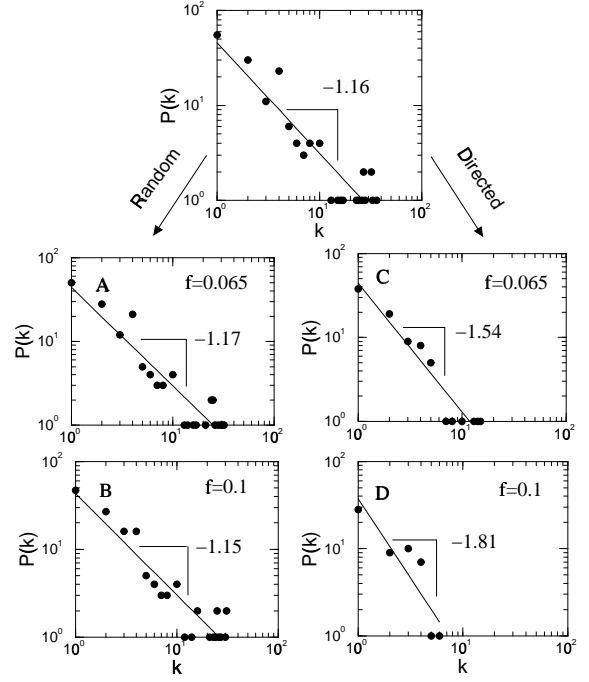 10²
10¹
10⁰
P(k)
−1.16
10⁰
10¹
10²
k
Random
Directed
10²
10¹
10⁰
P(k)
A
f=0.065
−1.17
10⁰
10¹
10²
10²
10¹
10⁰
P(k)
C
f=0.065
−1.54
10⁰
10¹
10²
10²
10¹
10⁰
P(k)
B
f=0.1
−1.15
10⁰
10¹
10²
k
10²
10¹
10⁰
P(k)
D
f=0.1
−1.81
10⁰
10¹
10²
k